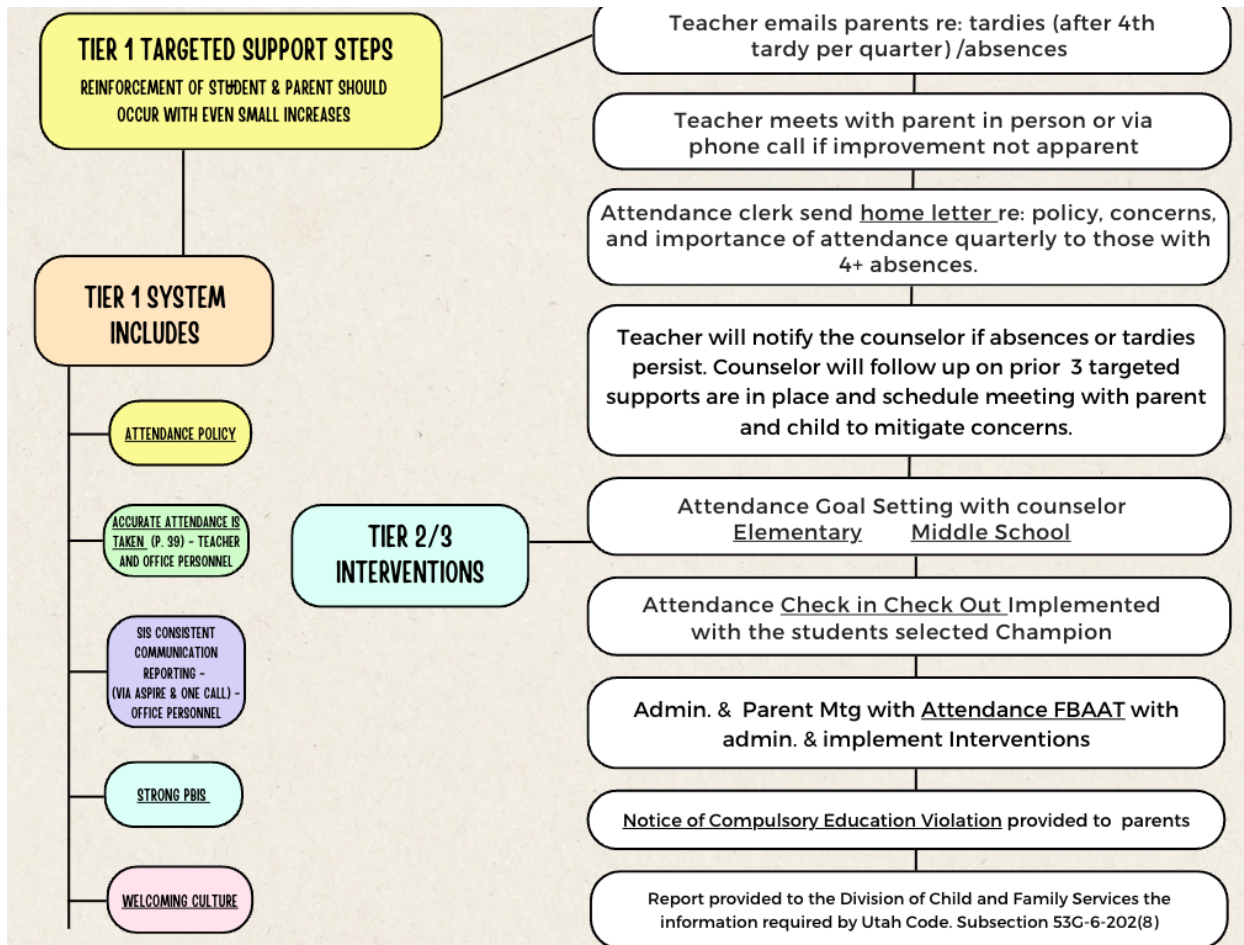 TIER 1 TARGETED SUPPORT STEPS
REINFORCEMENT OF STUDENT & PARENT SHOULD
OCCUR WITH EVEN SMALL INCREASES
TIER 1 SYSTEM
INCLUDES
ATTENDANCE POLICY
ACCURATE ATTENDANCE IS
TAKEN (P. 39) - TEACHER
AND OFFICE PERSONNEL
SIS CONSISTENT
COMMUNICATION
REPORTING -
(VIA ASPIRE & ONE CALL) -
OFFICE PERSONNEL
STRONG PBIS
WELCOMING CULTURE
TIER 2/3
INTERVENTIONS
Teacher emails parents re: tardies (after 4th
tardy per quarter) /absences
Teacher meets with parent in person or via
phone call if improvement not apparent
Attendance clerk send home letter re: policy, concerns,
and importance of attendance quarterly to those with
4+ absences.
Teacher will notify the counselor if absences or tardies
persist. Counselor will follow up on prior 3 targeted
supports are in place and schedule meeting with parent
and child to mitigate concerns.
Attendance Goal Setting with counselor
Elementary Middle School
Attendance Check in Check Out Implemented
with the students selected Champion
Admin. & Parent Mtg with Attendance FBAAT with
admin. & implement Interventions
Notice of Compulsory Education Violation provided to parents
Report provided to the Division of Child and Family Services the
information required by Utah Code. Subsection 53G-6-202(8)